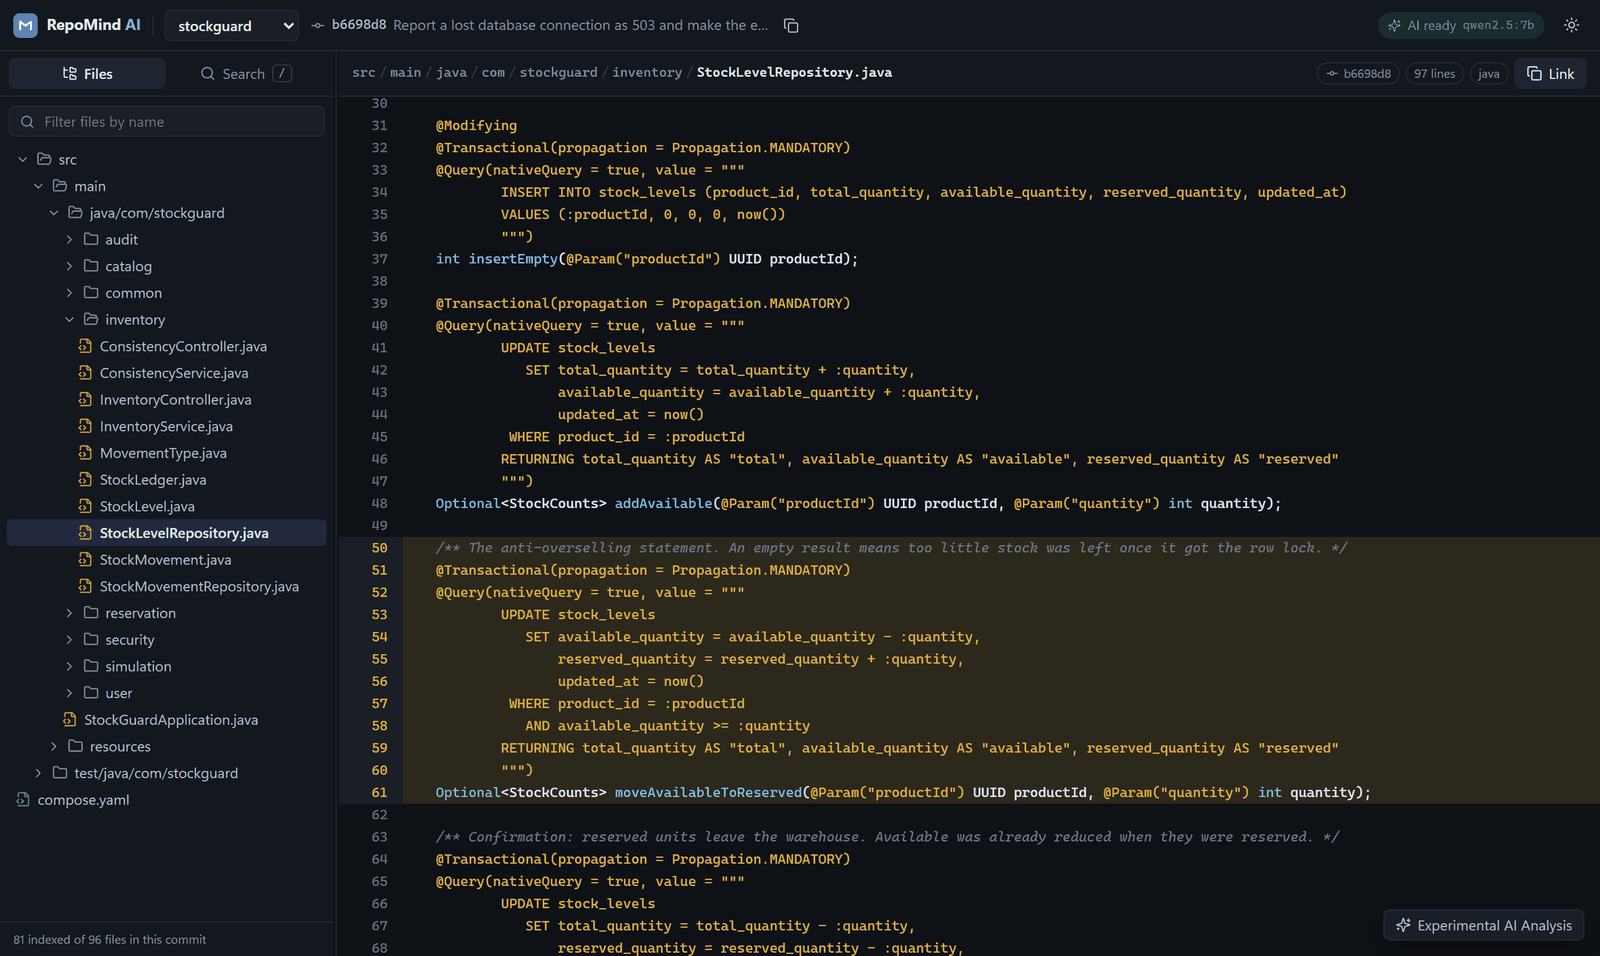 RepoMind AI
stockguard
b6698d8 Report a lost database connection as 503 and make the e...
AI ready qwen2.5:7b
Files
Search /
Filter files by name
src
main
java/com/stockguard
audit
catalog
common
inventory
ConsistencyController.java
ConsistencyService.java
InventoryController.java
InventoryService.java
MovementType.java
StockLedger.java
StockLevel.java
StockLevelRepository.java
StockMovement.java
StockMovementRepository.java
reservation
security
simulation
user
StockGuardApplication.java
resources
test/java/com/stockguard
compose.yaml
81 indexed of 96 files in this commit
src / main / java / com / stockguard / inventory / StockLevelRepository.java
b6698d8
97 lines
java
Link
30
31 @Modifying
32 @Transactional(propagation = Propagation.MANDATORY)
33 @Query(nativeQuery = true, value = """
34 INSERT INTO stock_levels (product_id, total_quantity, available_quantity, reserved_quantity, updated_at)
35 VALUES (:productId, 0, 0, 0, now())
36 """)
37 int insertEmpty(@Param("productId") UUID productId);
38
39 @Transactional(propagation = Propagation.MANDATORY)
40 @Query(nativeQuery = true, value = """
41 UPDATE stock_levels
42 SET total_quantity = total_quantity + :quantity,
43 available_quantity = available_quantity + :quantity,
44 updated_at = now()
45 WHERE product_id = :productId
46 RETURNING total_quantity AS "total", available_quantity AS "available", reserved_quantity AS "reserved"
47 """)
48 Optional<StockCounts> addAvailable(@Param("productId") UUID productId, @Param("quantity") int quantity);
49
50 /** The anti-overselling statement. An empty result means too little stock was left once it got the row lock. */
51 @Transactional(propagation = Propagation.MANDATORY)
52 @Query(nativeQuery = true, value = """
53 UPDATE stock_levels
54 SET available_quantity = available_quantity - :quantity,
55 reserved_quantity = reserved_quantity + :quantity,
56 updated_at = now()
57 WHERE product_id = :productId
58 AND available_quantity >= :quantity
59 RETURNING total_quantity AS "total", available_quantity AS "available", reserved_quantity AS "reserved"
60 """)
61 Optional<StockCounts> moveAvailableToReserved(@Param("productId") UUID productId, @Param("quantity") int quantity);
62
63 /** Confirmation: reserved units leave the warehouse. Available was already reduced when they were reserved. */
64 @Transactional(propagation = Propagation.MANDATORY)
65 @Query(nativeQuery = true, value = """
66 UPDATE stock_levels
67 SET total_quantity = total_quantity - :quantity,
68 reserved_quantity = reserved_quantity - :quantity,
Experimental AI Analysis